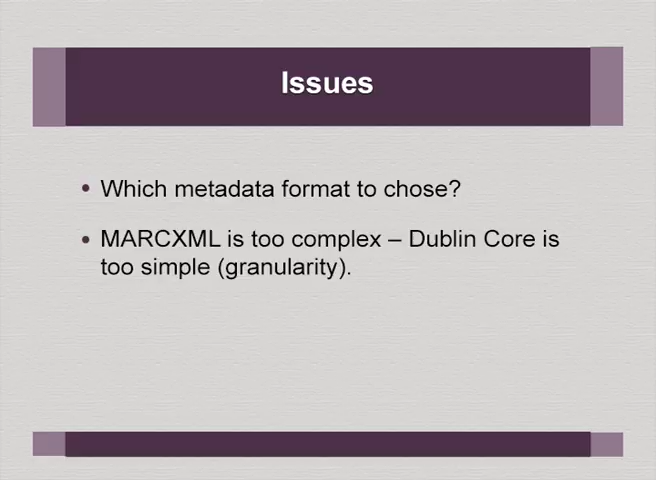 Issues
• Which metadata format to chose?
• MARCXML is too complex – Dublin Core is
too simple (granularity).